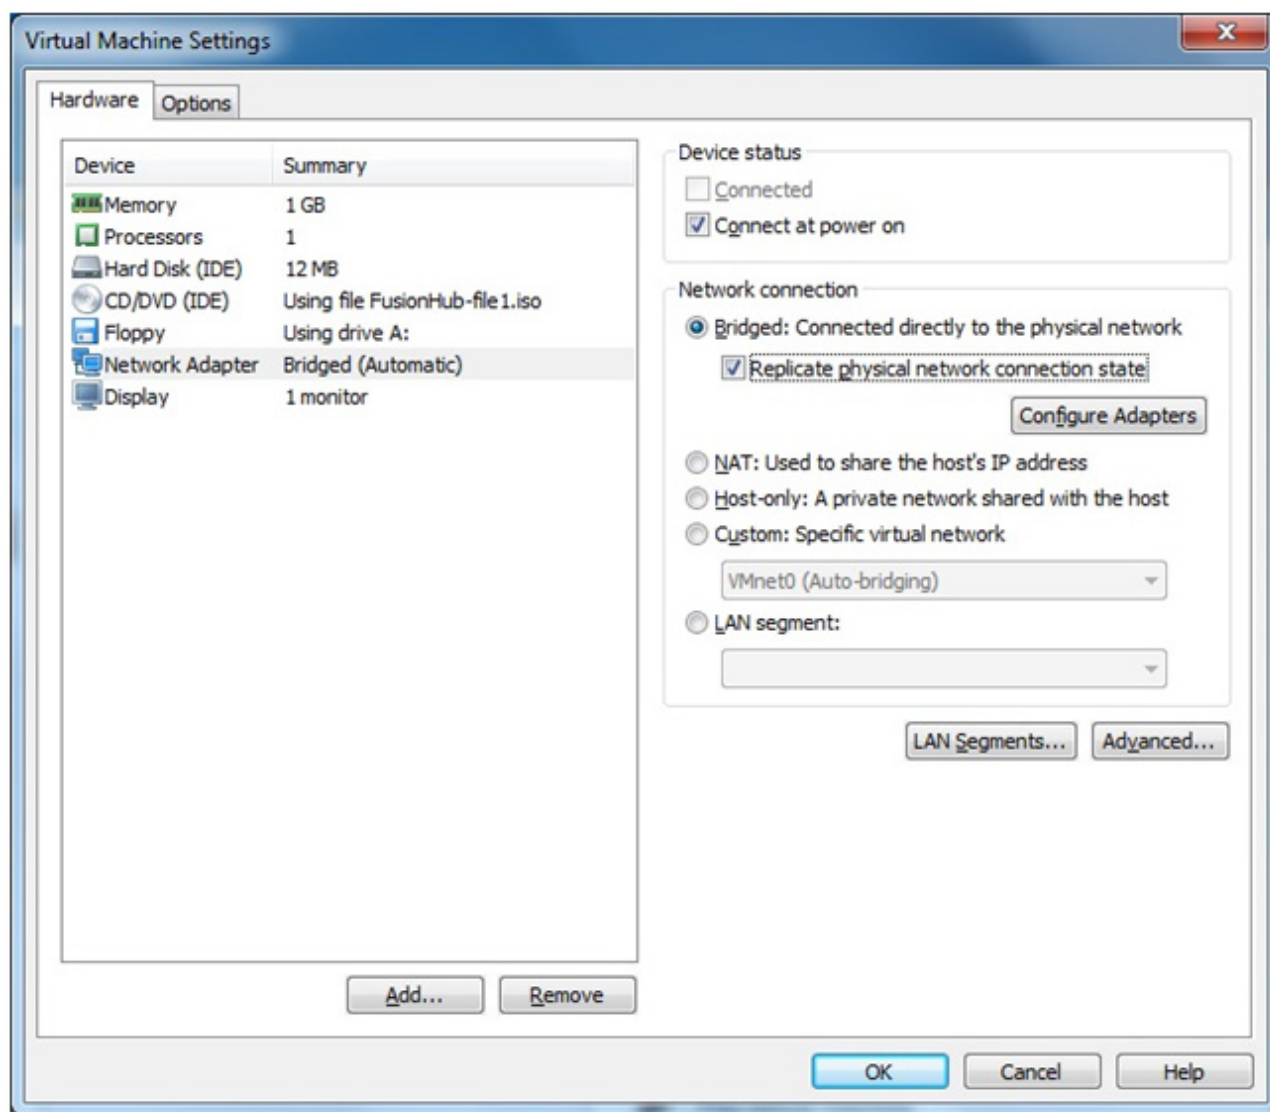 Virtual Machine Settings
Hardware
Options
Device Summary
Memory 1 GB
Processors 1
Hard Disk (IDE) 12 MB
CD/DVD (IDE) Using file FusionHub-file1.iso
Floppy Using drive A:
Network Adapter Bridged (Automatic)
Display 1 monitor
Add...
Remove
Device status
Connected
Connect at power on
Network connection
Bridged: Connected directly to the physical network
Replicate physical network connection state
Configure Adapters
NAT: Used to share the host's IP address
Host-only: A private network shared with the host
Custom: Specific virtual network
VMnet0 (Auto-bridging)
LAN segment:
LAN Segments...
Advanced...
OK
Cancel
Help